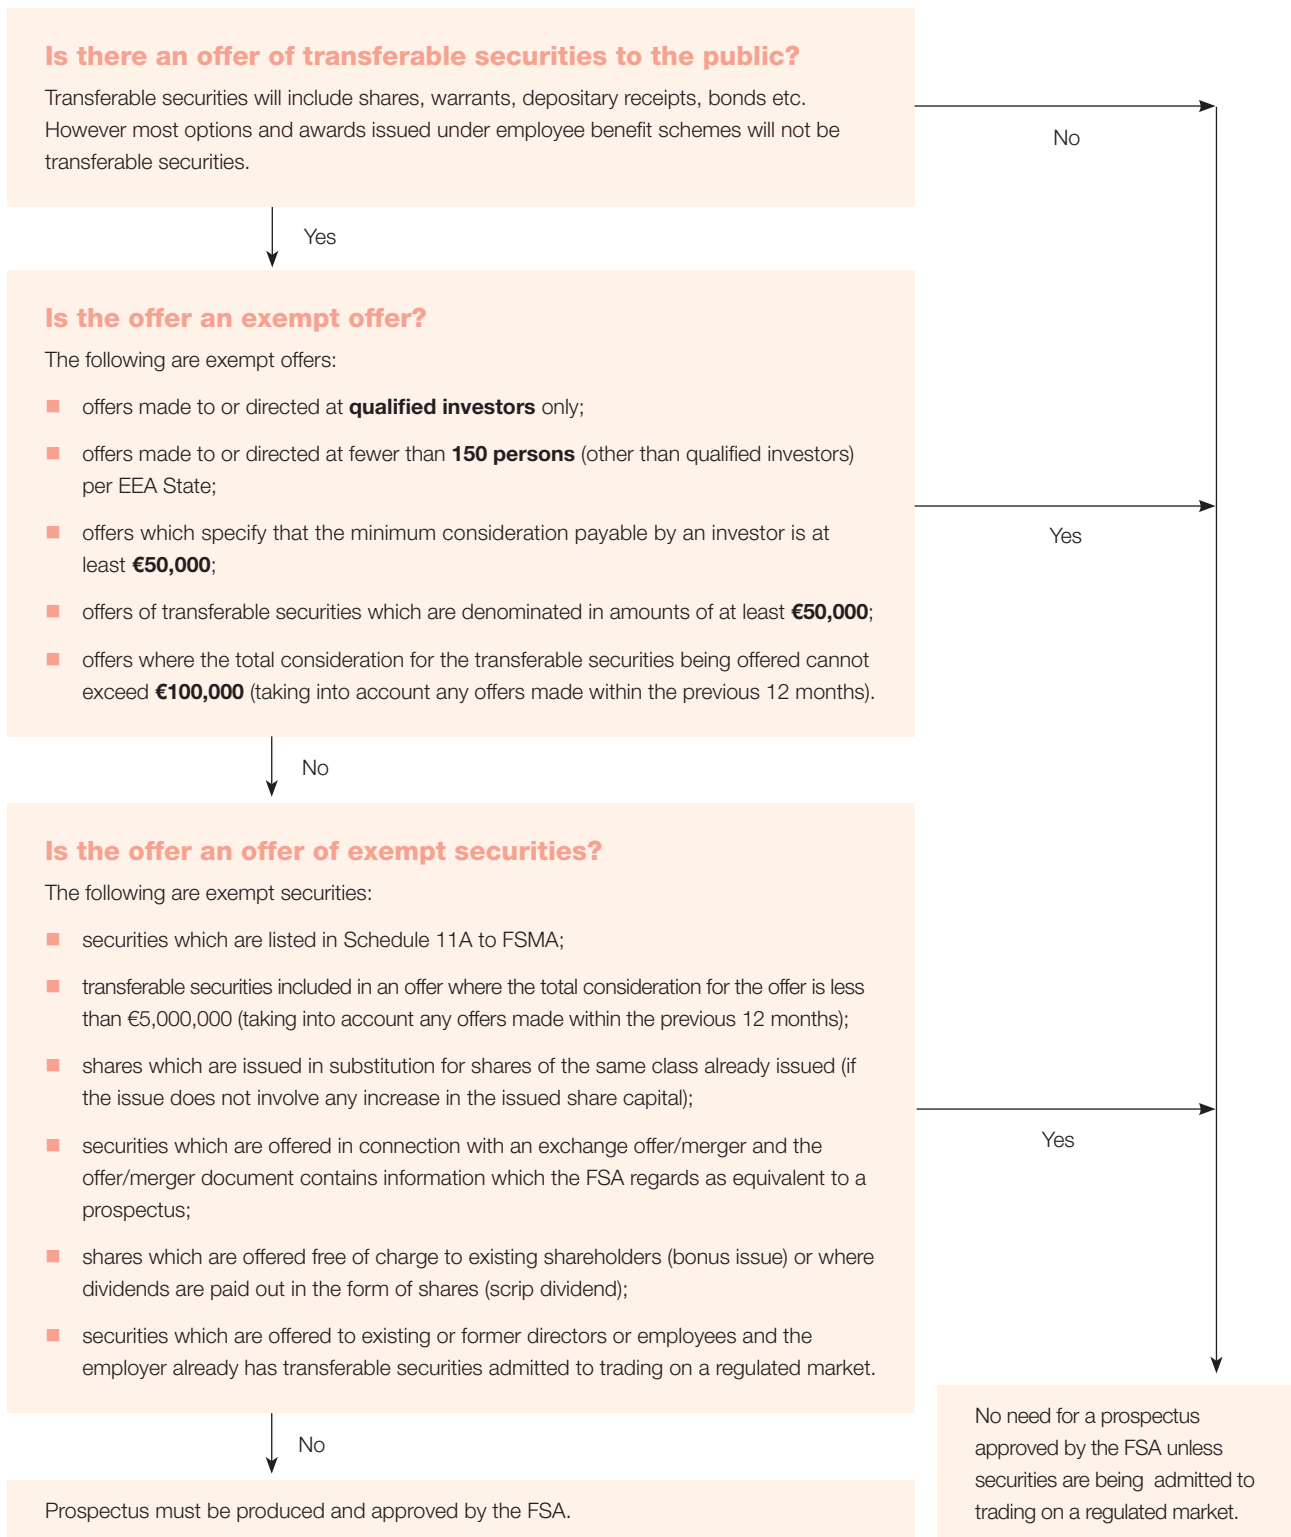 Is there an offer of transferable securities to the public?
Transferable securities will include shares, warrants, depositary receipts, bonds etc.
However most options and awards issued under employee benefit schemes will not be
transferable securities.
No
Yes
Is the offer an exempt offer?
The following are exempt offers:
offers made to or directed at qualified investors only;
offers made to or directed at fewer than 150 persons (other than qualified investors)
per EEA State;
offers which specify that the minimum consideration payable by an investor is at
least €50,000;
offers of transferable securities which are denominated in amounts of at least €50,000;
offers where the total consideration for the transferable securities being offered cannot
exceed €100,000 (taking into account any offers made within the previous 12 months).
Yes
No
Is the offer an offer of exempt securities?
The following are exempt securities:
securities which are listed in Schedule 11A to FSMA;
transferable securities included in an offer where the total consideration for the offer is less
than €5,000,000 (taking into account any offers made within the previous 12 months);
shares which are issued in substitution for shares of the same class already issued (if
the issue does not involve any increase in the issued share capital);
securities which are offered in connection with an exchange offer/merger and the
offer/merger document contains information which the FSA regards as equivalent to a
prospectus;
shares which are offered free of charge to existing shareholders (bonus issue) or where
dividends are paid out in the form of shares (scrip dividend);
securities which are offered to existing or former directors or employees and the
employer already has transferable securities admitted to trading on a regulated market.
Yes
No
Prospectus must be produced and approved by the FSA.
No need for a prospectus
approved by the FSA unless
securities are being admitted to
trading on a regulated market.